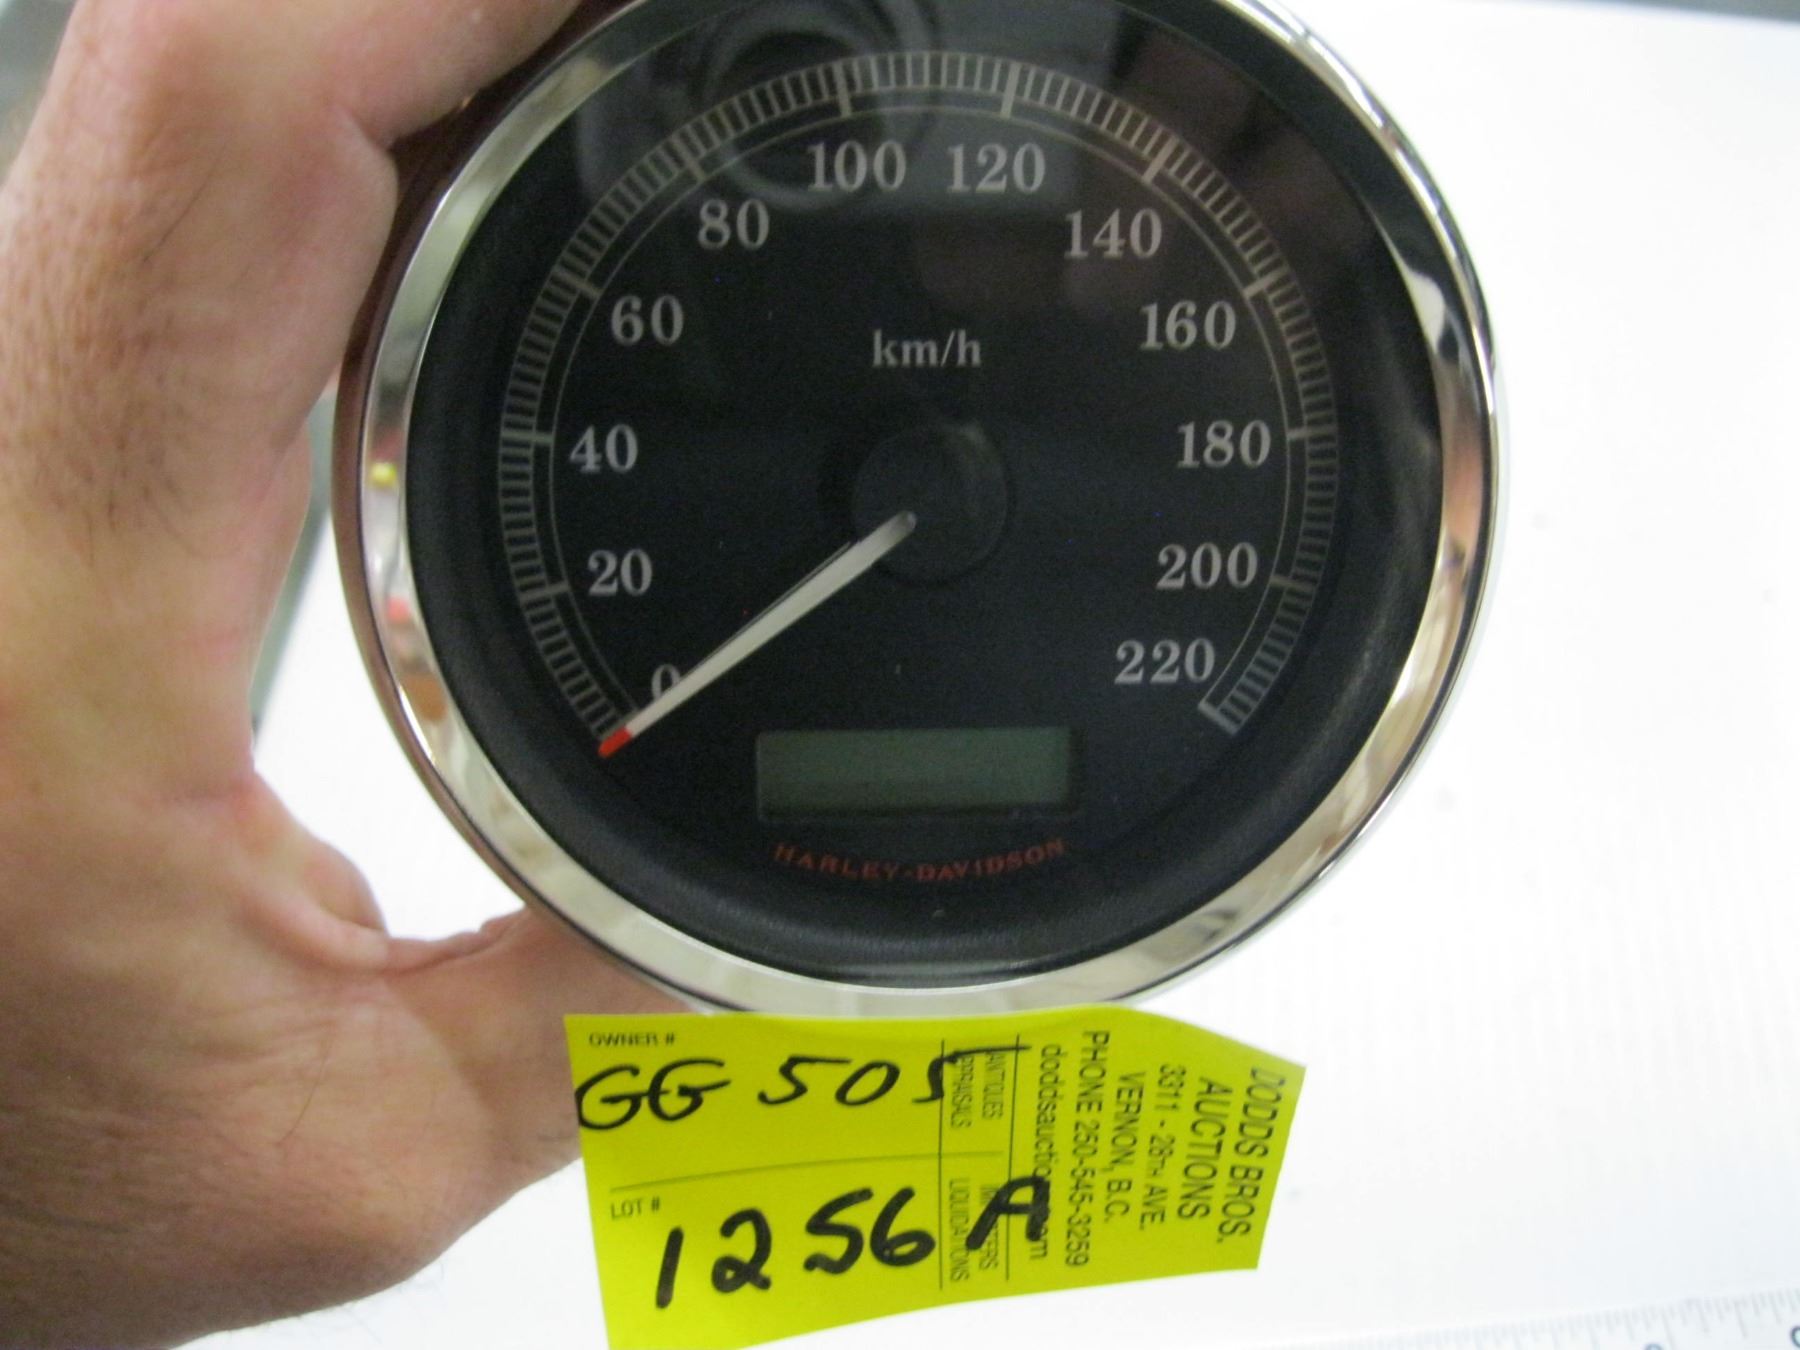 100 120
80 140
60 160
km/h
40 180
20 200
0 220
HARLEY-DAVIDSON
OWNER #
GG 505
LOT #
1256 A
DODDS BROS.
AUCTIONS
3311 - 28TH AVE.
VERNON, B.C.
PHONE 250-545-3259
ANTIQUES
LIQUIDATIONS